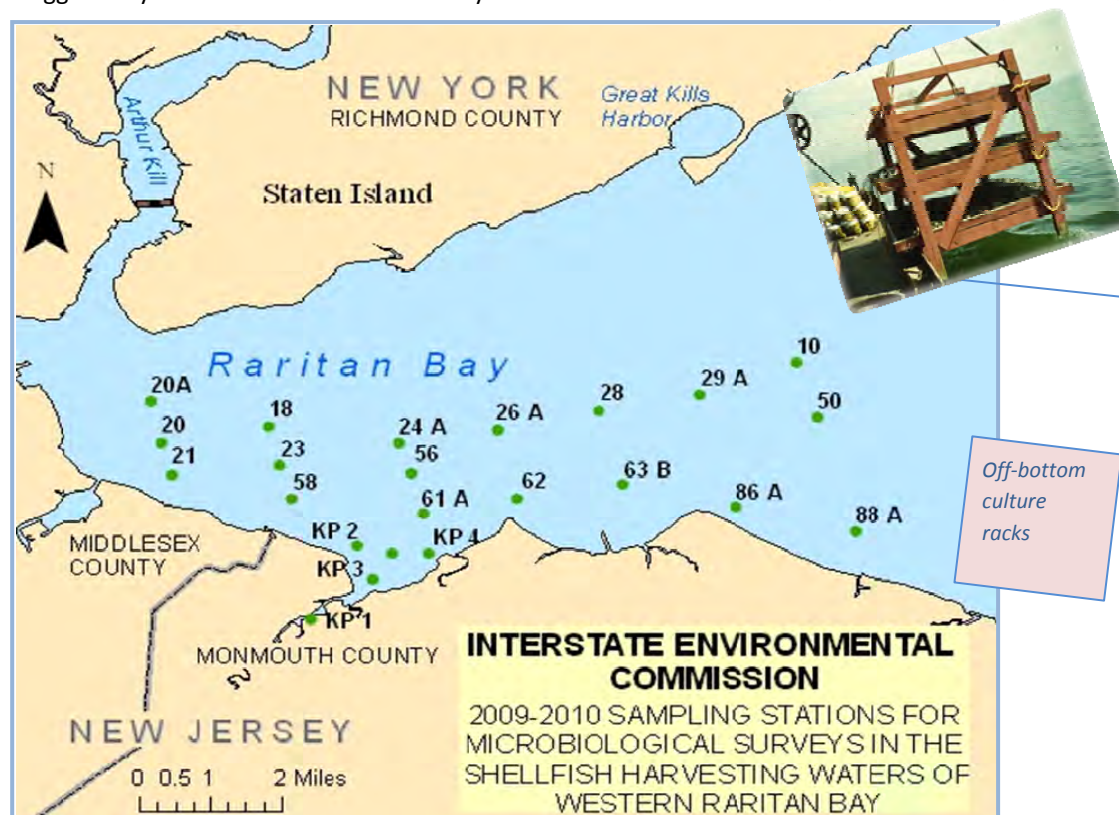 NEW YORK
RICHMOND COUNTY
Great Kills
Harbor
Arthur Kill
N
Staten Island
Raritan Bay
10
29 A
28
50
20A
18
26 A
24 A
20
23
56
21
58
63 B
62
61 A
86 A
88 A
KP 2
KP 4
KP 3
KP 1
MIDDLESEX
COUNTY
MONMOUTH COUNTY
NEW JERSEY
0 0.5 1 2 Miles
INTERSTATE ENVIRONMENTAL
COMMISSION
2009-2010 SAMPLING STATIONS FOR
MICROBIOLOGICAL SURVEYS IN THE
SHELLFISH HARVESTING WATERS OF
WESTERN RARITAN BAY
Off-bottom
culture
racks